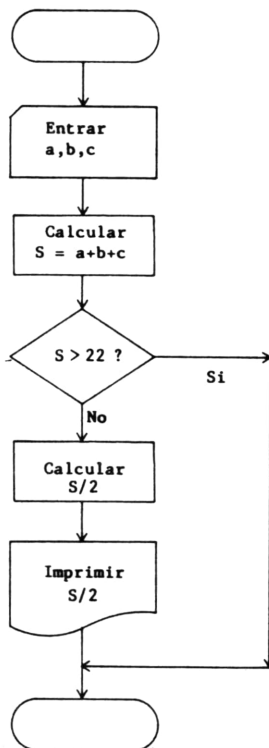 Entrar
a,b,c
Calcular
S = a+b+c
S > 22 ?
Si
No
Calcular
S/2
Imprimir
S/2